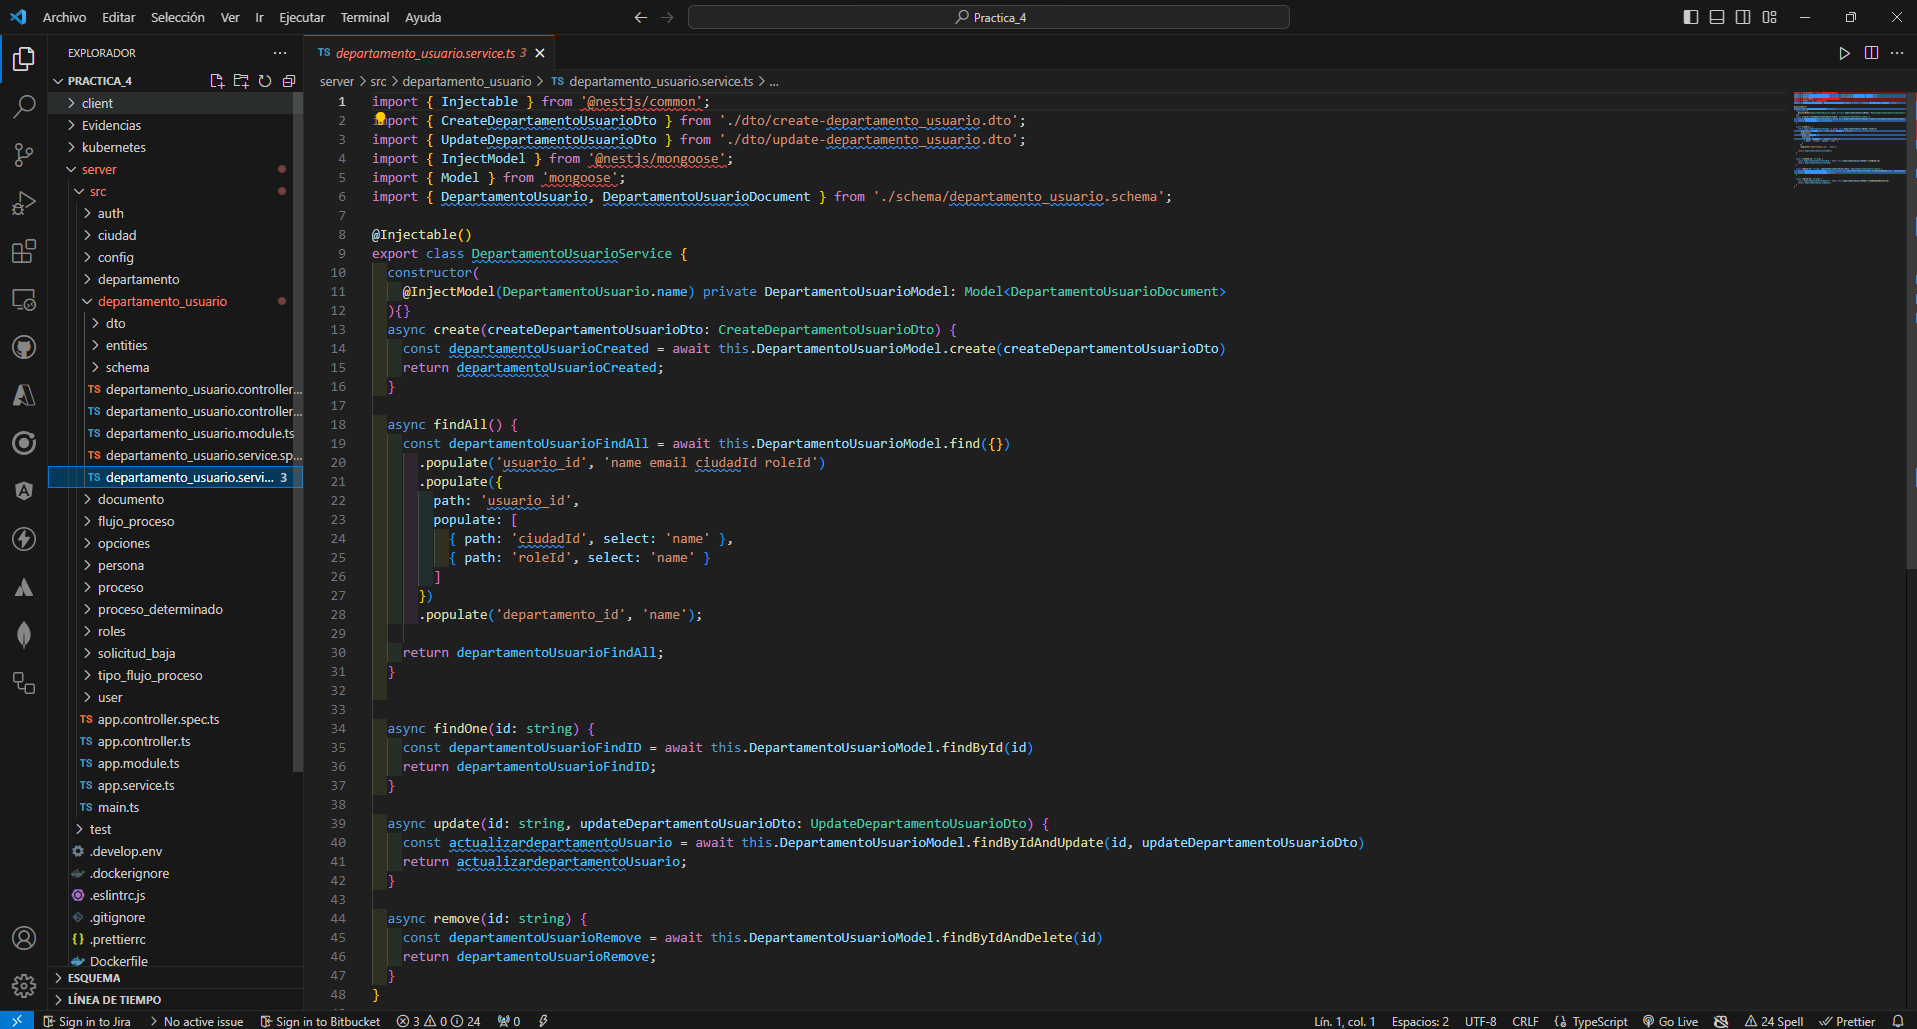 Archivo Editar Selección Ver Ir Ejecutar Terminal Ayuda
Practica_4
EXPLORADOR
PRACTICA_4
client
Evidencias
kubernetes
server
src
auth
ciudad
config
departamento
departamento_usuario
dto
entities
schema
TS departamento_usuario.controller...
TS departamento_usuario.controller...
TS departamento_usuario.module.ts
TS departamento_usuario.service.sp...
TS departamento_usuario.servi... 3
documento
flujo_proceso
opciones
persona
proceso
proceso_determinado
roles
solicitud_baja
tipo_flujo_proceso
user
TS app.controller.spec.ts
TS app.controller.ts
TS app.module.ts
TS app.service.ts
TS main.ts
test
.develop.env
.dockerignore
.eslintrc.js
.gitignore
{} .prettierrc
Dockerfile
ESQUEMA
LÍNEA DE TIEMPO
TS departamento_usuario.service.ts 3
server > src > departamento_usuario > TS departamento_usuario.service.ts > ...
1 import { Injectable } from '@nestjs/common';
2 import { CreateDepartamentoUsuarioDto } from './dto/create-departamento_usuario.dto';
3 import { UpdateDepartamentoUsuarioDto } from './dto/update-departamento_usuario.dto';
4 import { InjectModel } from '@nestjs/mongoose';
5 import { Model } from 'mongoose';
6 import { DepartamentoUsuario, DepartamentoUsuarioDocument } from './schema/departamento_usuario.schema';
7
8 @Injectable()
9 export class DepartamentoUsuarioService {
10 constructor(
11 @InjectModel(DepartamentoUsuario.name) private DepartamentoUsuarioModel: Model<DepartamentoUsuarioDocument>
12 ){}
13 async create(createDepartamentoUsuarioDto: CreateDepartamentoUsuarioDto) {
14 const departamentoUsuarioCreated = await this.DepartamentoUsuarioModel.create(createDepartamentoUsuarioDto)
15 return departamentoUsuarioCreated;
16 }
17
18 async findAll() {
19 const departamentoUsuarioFindAll = await this.DepartamentoUsuarioModel.find({})
20 .populate('usuario_id', 'name email ciudadId roleId')
21 .populate({
22 path: 'usuario_id',
23 populate: [
24 { path: 'ciudadId', select: 'name' },
25 { path: 'roleId', select: 'name' }
26 ]
27 })
28 .populate('departamento_id', 'name');
29
30 return departamentoUsuarioFindAll;
31 }
32
33
34 async findOne(id: string) {
35 const departamentoUsuarioFindID = await this.DepartamentoUsuarioModel.findById(id)
36 return departamentoUsuarioFindID;
37 }
38
39 async update(id: string, updateDepartamentoUsuarioDto: UpdateDepartamentoUsuarioDto) {
40 const actualizardepartamentoUsuario = await this.DepartamentoUsuarioModel.findByIdAndUpdate(id, updateDepartamentoUsuarioDto)
41 return actualizardepartamentoUsuario;
42 }
43
44 async remove(id: string) {
45 const departamentoUsuarioRemove = await this.DepartamentoUsuarioModel.findByIdAndDelete(id)
46 return departamentoUsuarioRemove;
47 }
48 }
Sign in to Jira No active issue Sign in to Bitbucket 3 0 24 0 Lín. 1, col. 1 Espacios: 2 UTF-8 CRLF {} TypeScript Go Live 24 Spell Prettier